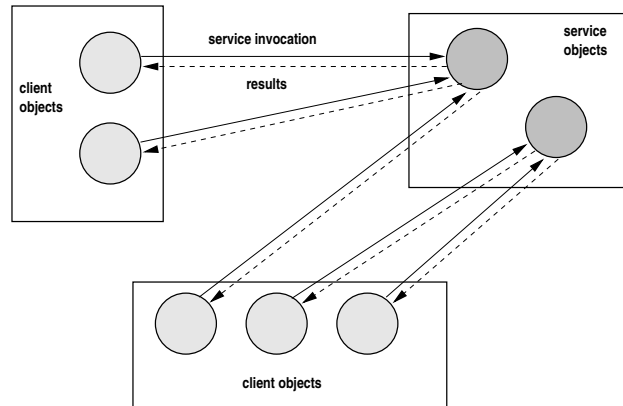 service invocation
service
objects
client
objects
results
client objects